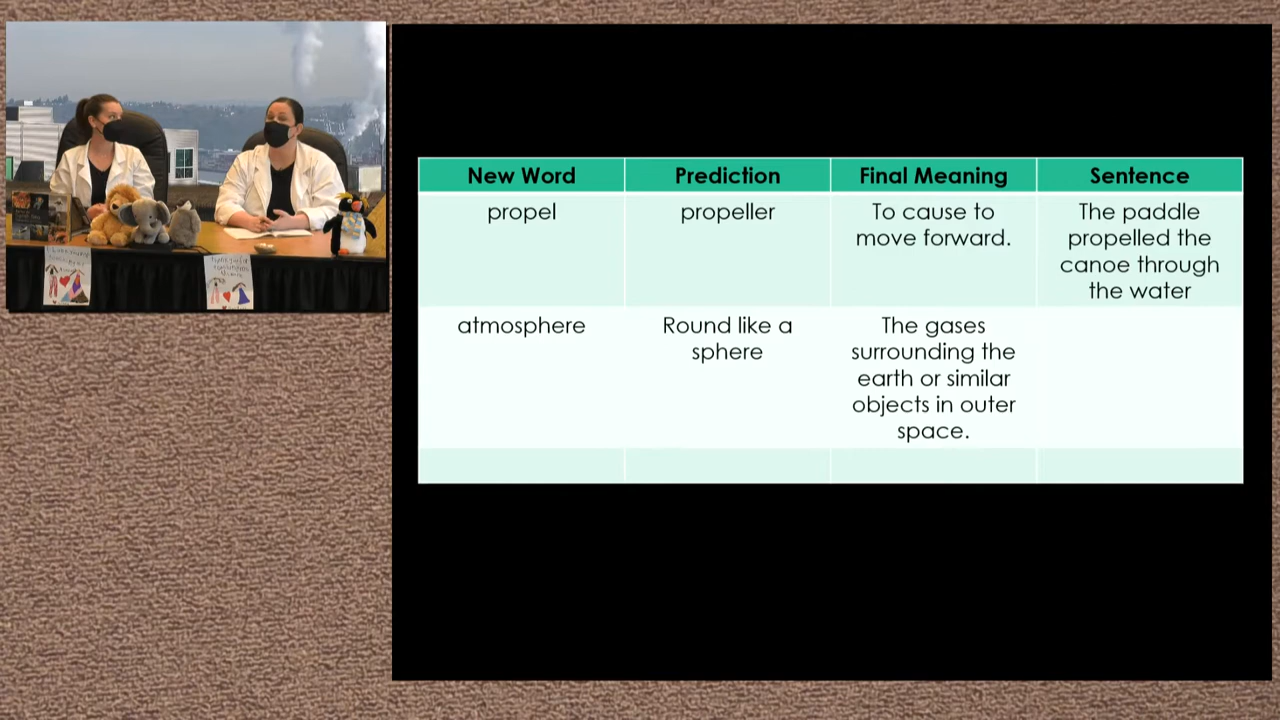 New Word
Prediction
Final Meaning
Sentence
propel
propeller
To cause to
move forward.
The paddle
propelled the
canoe through
the water
atmosphere
Round like a
sphere
The gases
surrounding the
earth or similar
objects in outer
space.